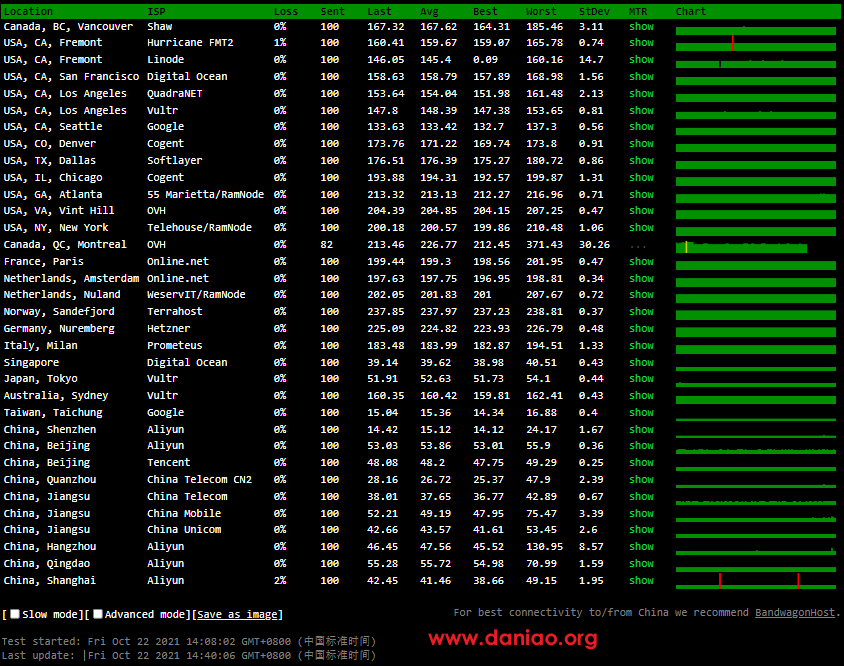 Location ISP Loss Sent Last Avg Best Worst StDev MTR Chart
Canada, BC, Vancouver Shaw 0% 100 167.32 167.62 164.31 185.46 3.11 show
USA, CA, Fremont Hurricane FMT2 1% 100 160.41 159.67 159.07 165.78 0.74 show
USA, CA, Fremont Linode 0% 100 146.05 145.4 0.09 160.16 14.7 show
USA, CA, San Francisco Digital Ocean 0% 100 158.63 158.79 157.89 168.98 1.56 show
USA, CA, Los Angeles QuadraNET 0% 100 153.64 154.04 151.98 161.48 2.13 show
USA, CA, Los Angeles Vultr 0% 100 147.8 148.39 147.38 153.65 0.81 show
USA, CA, Seattle Google 0% 100 133.63 133.42 132.7 137.3 0.56 show
USA, CO, Denver Cogent 0% 100 173.76 171.22 169.74 173.8 0.91 show
USA, TX, Dallas Softlayer 0% 100 176.51 176.39 175.27 180.72 0.86 show
USA, IL, Chicago Cogent 0% 100 193.88 194.31 192.57 199.87 1.31 show
USA, GA, Atlanta 55 Marietta/RamNode 0% 100 213.32 213.13 212.27 216.96 0.71 show
USA, VA, Vint Hill OVH 0% 100 204.39 204.85 204.15 207.25 0.47 show
USA, NY, New York Telehouse/RamNode 0% 100 200.18 200.57 199.86 210.48 1.06 show
Canada, QC, Montreal OVH 0% 82 213.46 226.77 212.45 371.43 30.26 ...
France, Paris Online.net 0% 100 199.44 199.3 198.56 201.95 0.47 show
Netherlands, Amsterdam Online.net 0% 100 197.63 197.75 196.95 198.81 0.34 show
Netherlands, Nuland WeservIT/RamNode 0% 100 202.05 201.83 201 207.67 0.72 show
Norway, Sandefjord Terrahost 0% 100 237.85 237.97 237.23 238.81 0.37 show
Germany, Nuremberg Hetzner 0% 100 225.09 224.82 223.93 226.79 0.48 show
Italy, Milan Prometeus 0% 100 183.48 183.99 182.87 194.51 1.33 show
Singapore Digital Ocean 0% 100 39.14 39.62 38.98 40.51 0.43 show
Japan, Tokyo Vultr 0% 100 51.91 52.63 51.73 54.1 0.44 show
Australia, Sydney Vultr 0% 100 160.35 160.42 159.81 162.41 0.43 show
Taiwan, Taichung Google 0% 100 15.04 15.36 14.34 16.88 0.4 show
China, Shenzhen Aliyun 0% 100 14.42 15.12 14.12 24.17 1.67 show
China, Beijing Aliyun 0% 100 53.03 53.86 53.01 55.9 0.36 show
China, Beijing Tencent 0% 100 48.08 48.2 47.75 49.29 0.25 show
China, Quanzhou China Telecom CN2 0% 100 28.16 26.72 25.37 47.9 2.39 show
China, Jiangsu China Telecom 0% 100 38.01 37.65 36.77 42.89 0.67 show
China, Jiangsu China Mobile 0% 100 52.21 49.19 47.95 75.47 3.39 show
China, Jiangsu China Unicom 0% 100 42.66 43.57 41.61 53.45 2.6 show
China, Hangzhou Aliyun 0% 100 46.45 47.56 45.52 130.95 8.57 show
China, Qingdao Aliyun 0% 100 55.28 55.72 54.98 70.99 1.59 show
China, Shanghai Aliyun 2% 100 42.45 41.46 38.66 49.15 1.95 show
[ Slow mode][ Advanced mode][Save as image] For best connectivity to/from China we recommend BandwagonHost.
www.daniao.org
Test started: Fri Oct 22 2021 14:08:02 GMT+0800 (中国标准时间)
Last update: |Fri Oct 22 2021 14:40:06 GMT+0800 (中国标准时间)